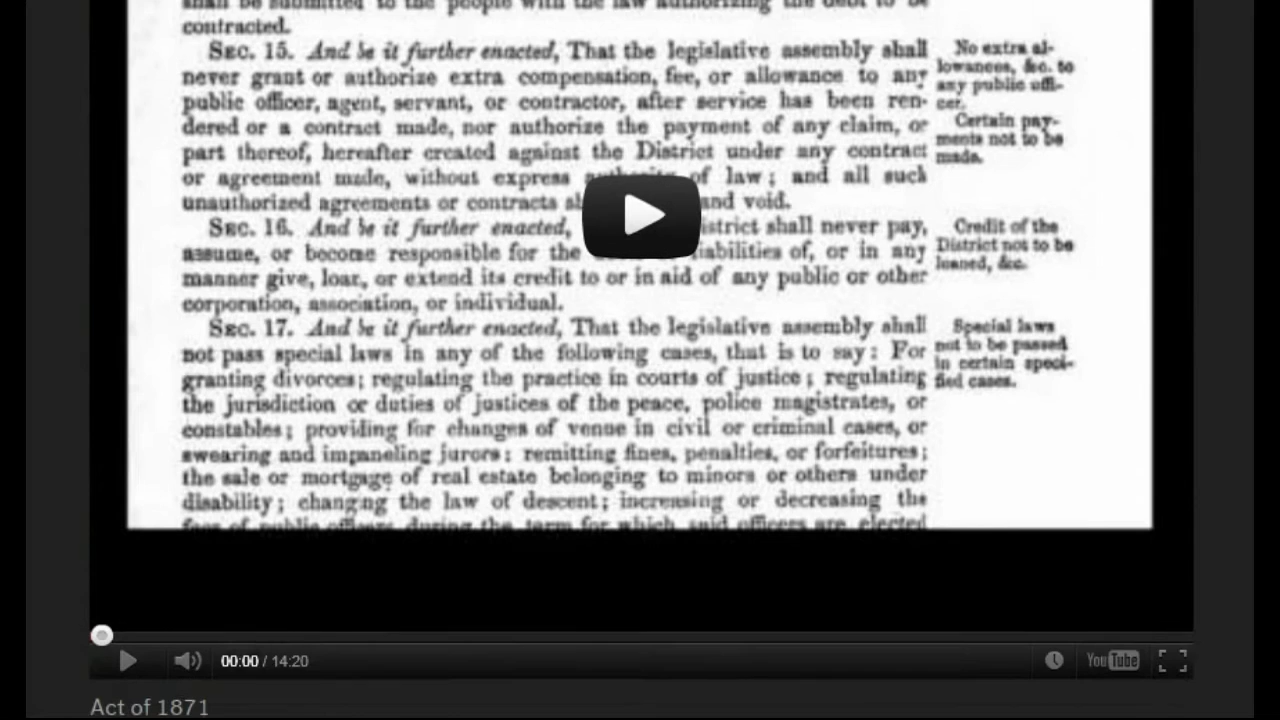 shall be submitted to the people with the law authorizing the debt to be
contracted.
SEC. 15. And be it further enacted, That the legislative assembly shall
never grant or authorize extra compensation, fee, or allowance to any
public officer, agent, servant, or contractor, after service has been ren-
dered or a contract made, nor authorize the payment of any claim, or
part thereof, hereafter created against the District under any contract
or agreement made, without express authority of law; and all such
unauthorized agreements or contracts and void.
SEC. 16. And be it further enacted, District shall never pay,
assume, or become responsible for the liabilities of, or in any
manner give, loan, or extend its credit to or in aid of any public or other
corporation, association, or individual.
SEC. 17. And be it further enacted, That the legislative assembly shall
not pass special laws in any of the following cases, that is to say: For
granting divorces; regulating the practice in courts of justice; regulating
the jurisdiction or duties of justices of the peace, police magistrates, or
constables; providing for changes of venue in civil or criminal cases, or
swearing and impaneling jurors; remitting fines, penalties, or forfeitures;
the sale or mortgage of real estate belonging to minors or others under
disability; changing the law of descent; increasing or decreasing the
fees of public officers during the term for which said officers are elected
No extra al-
lowances, &c. to
any public offi-
cer.
Certain pay-
ments not to be
made.
Credit of the
District not to be
loaned, &c.
Special laws
not to be passed
in certain speci-
fied cases.
00:00 / 14:20
YouTube
Act of 1871